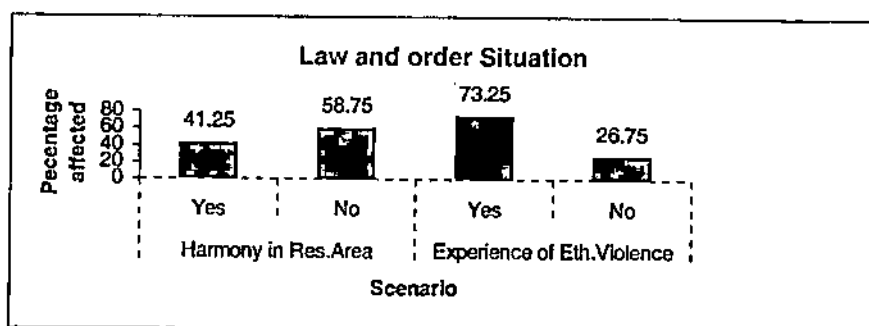 Law and order Situation
Pecentage
affected
80
60
40
20
0
41.25
58.75
73.25
26.75
Yes
No
Yes
No
Harmony in Res.Area
Experience of Eth.Violence
Scenario